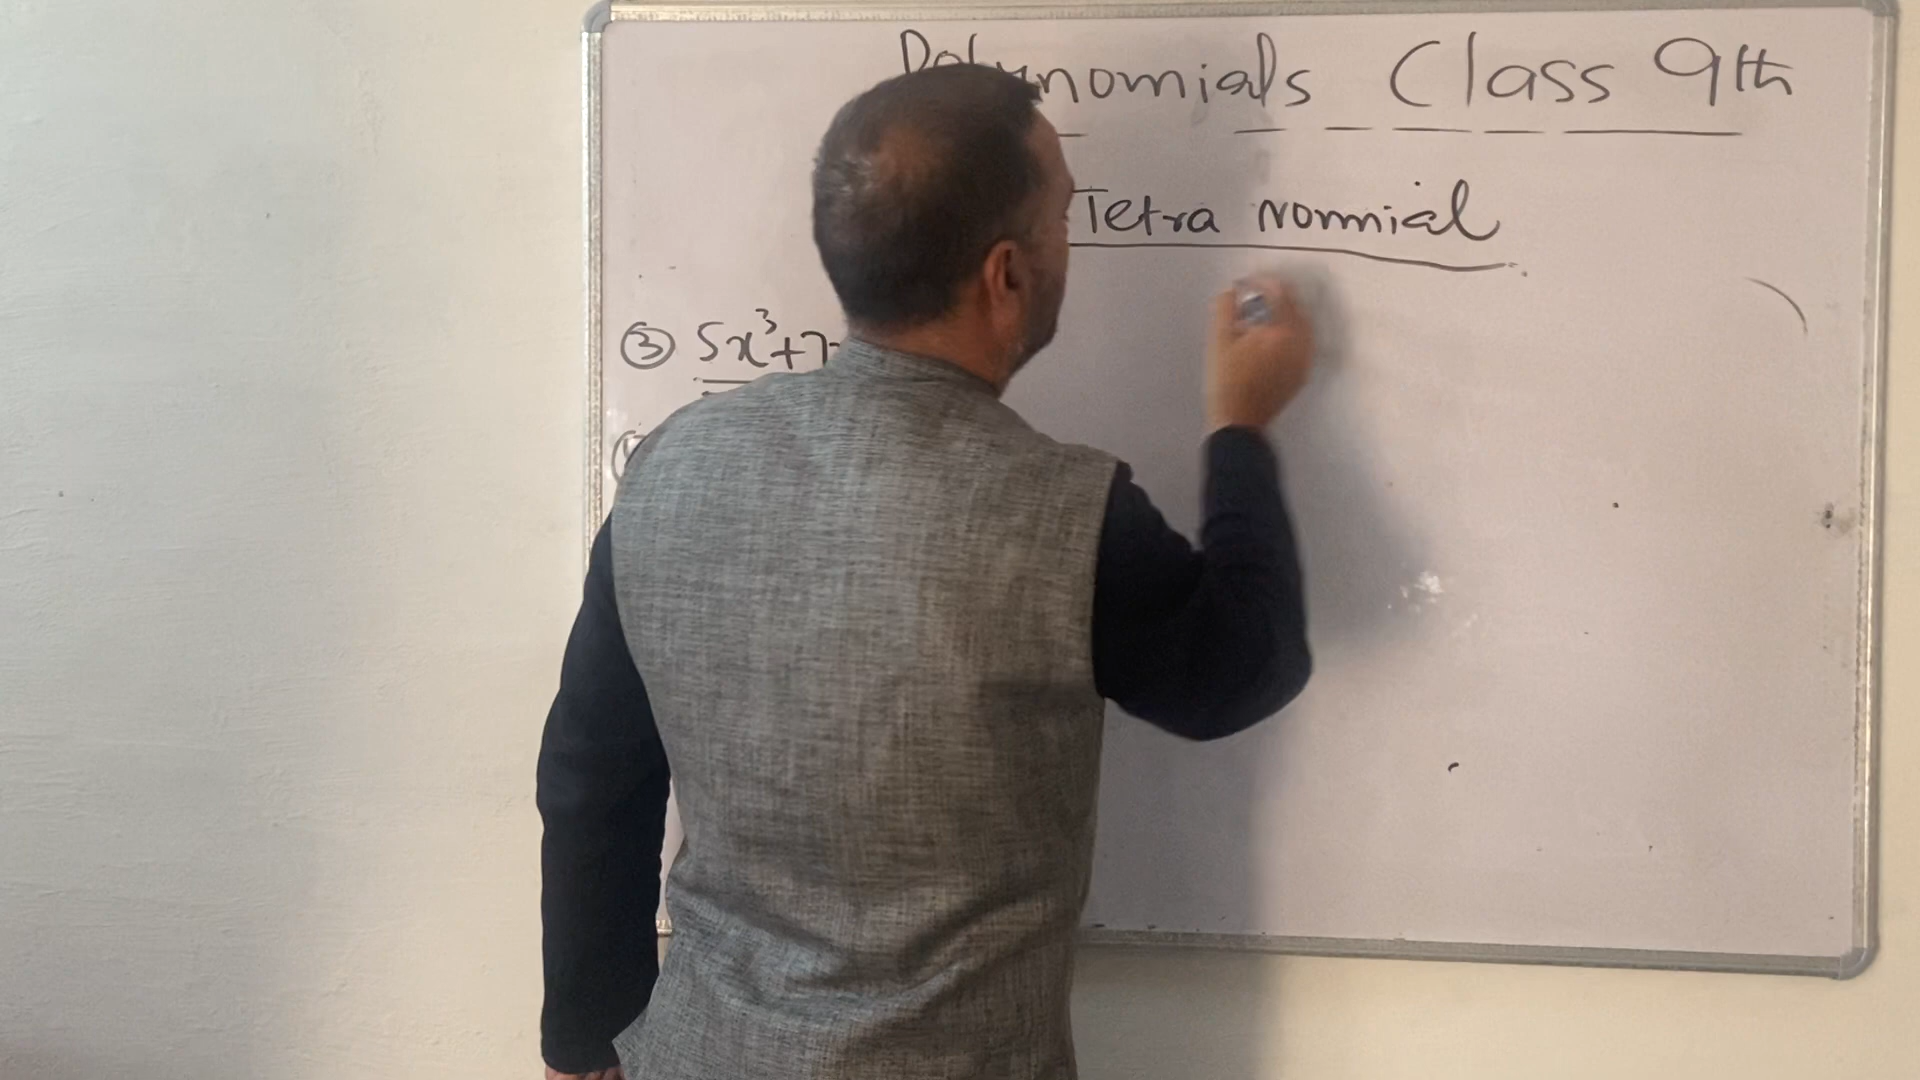 Polynomials Class 9th
Tetra nomial
③ 5x³+7